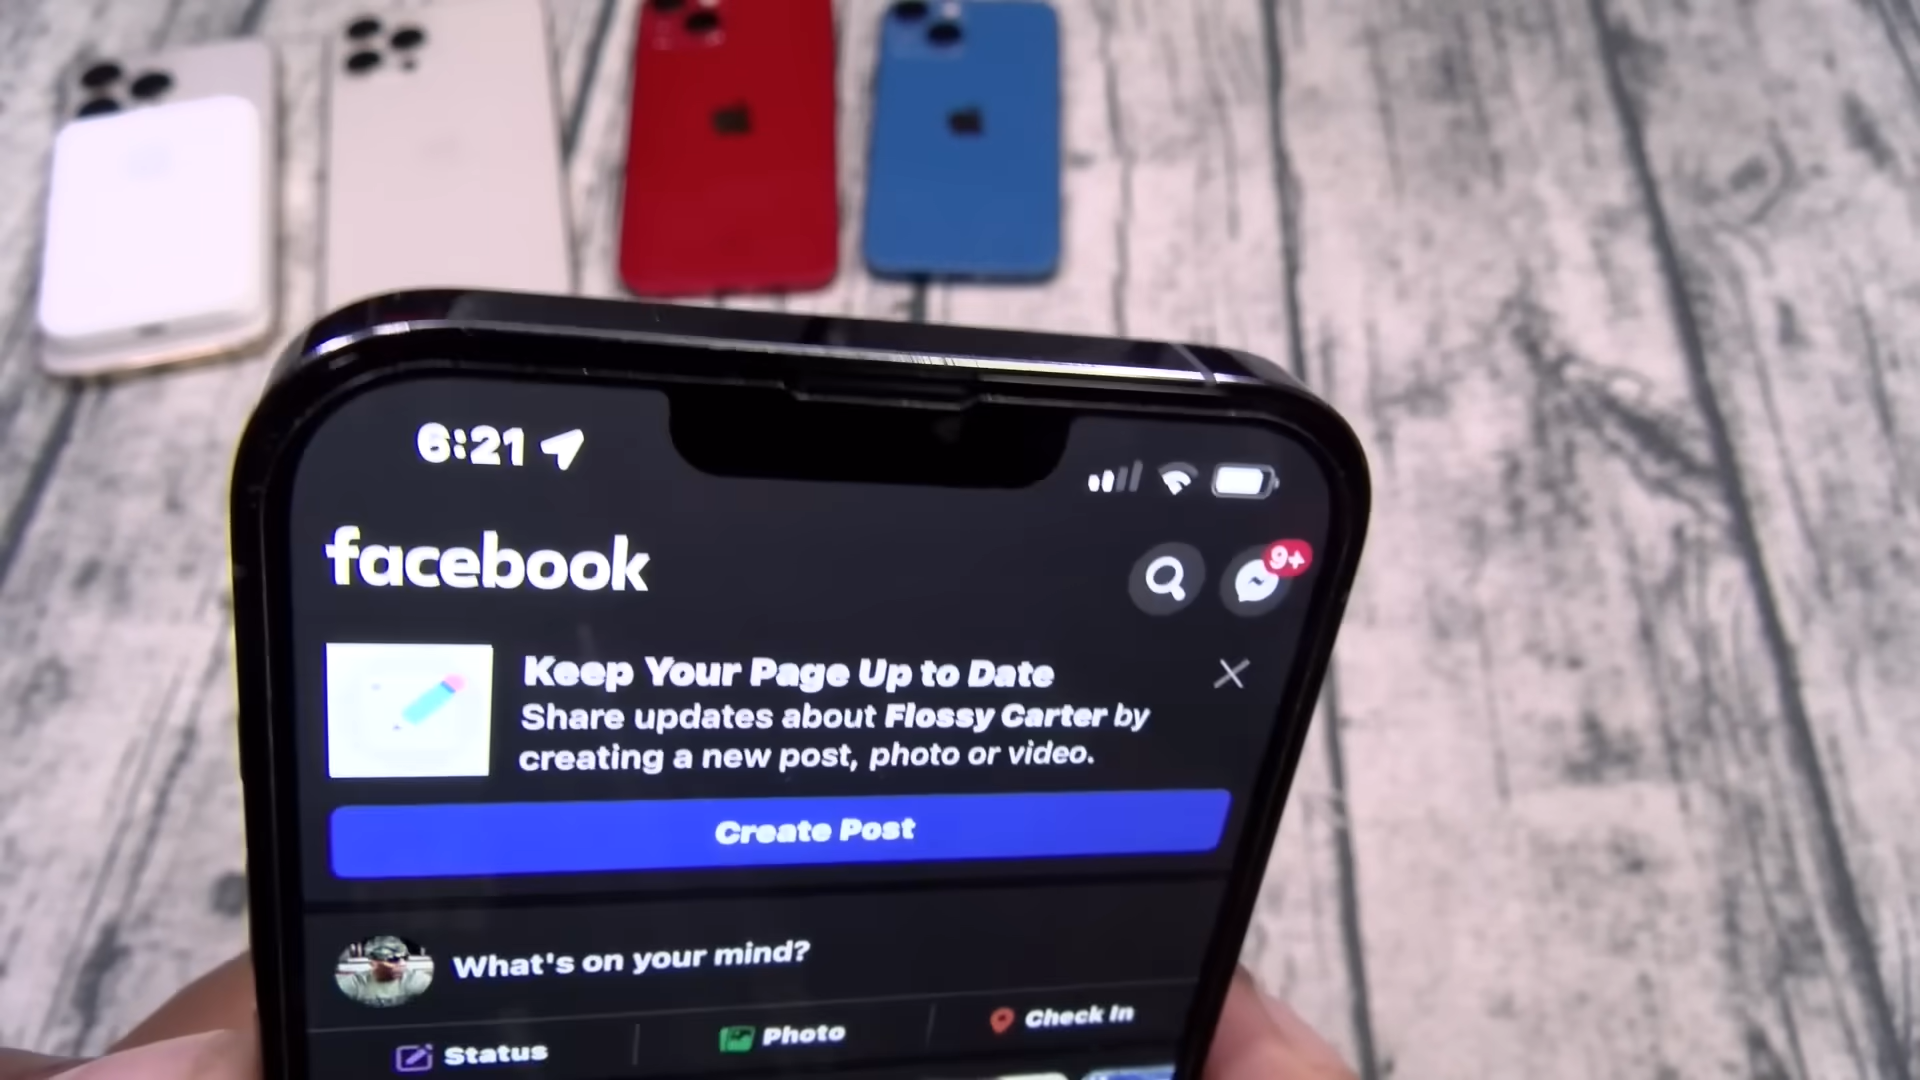 6:21
facebook
9+
Keep Your Page Up to Date
Share updates about Flossy Carter by
creating a new post, photo or video.
Create Post
What's on your mind?
Status
Photo
Check In